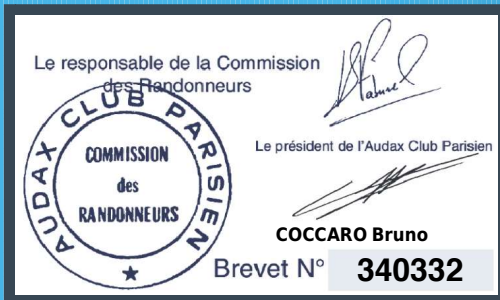 Le responsable de la Commission
des Randonneurs
AUDAX CLUB PARISIEN
COMMISSION
des
RANDONNEURS
Le président de l'Audax Club Parisien
COCCARO Bruno
Brevet N° 340332